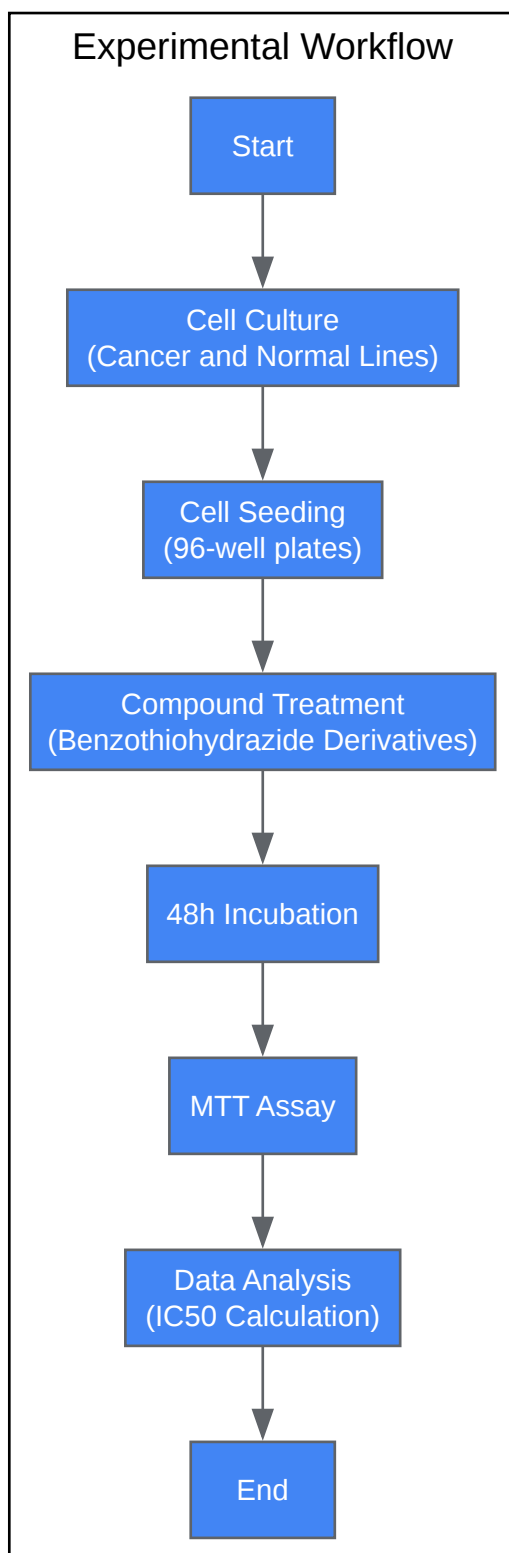 Experimental Workflow
Start
Cell Culture
(Cancer and Normal Lines)
Cell Seeding
(96-well plates)
Compound Treatment
(Benzothiohydrazide Derivatives)
48h Incubation
MTT Assay
Data Analysis
(IC50 Calculation)
End